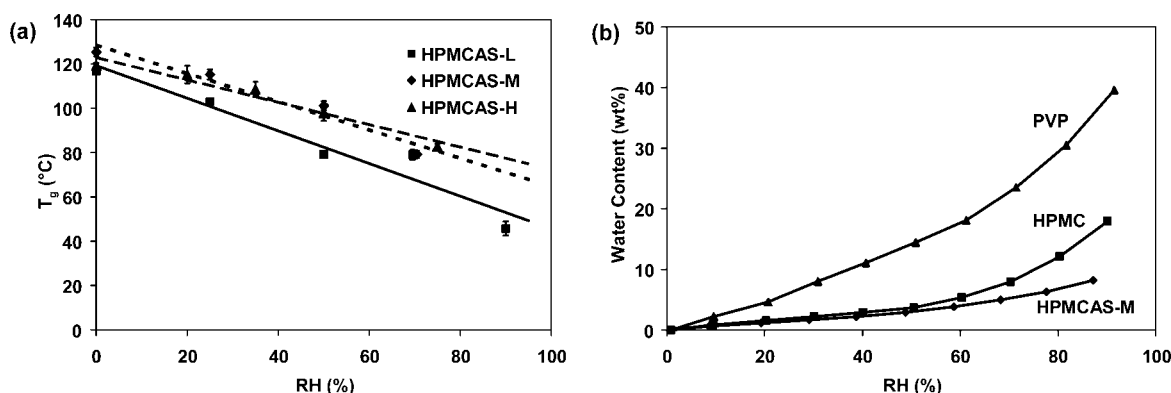 (a)
140
120
100
80
60
40
20
0
Tg (°C)
HPMCAS-L
HPMCAS-M
HPMCAS-H
0 20 40 60 80 100
RH (%)
(b)
50
40
30
20
10
0
Water Content (wt%)
PVP
HPMC
HPMCAS-M
0 20 40 60 80 100
RH (%)